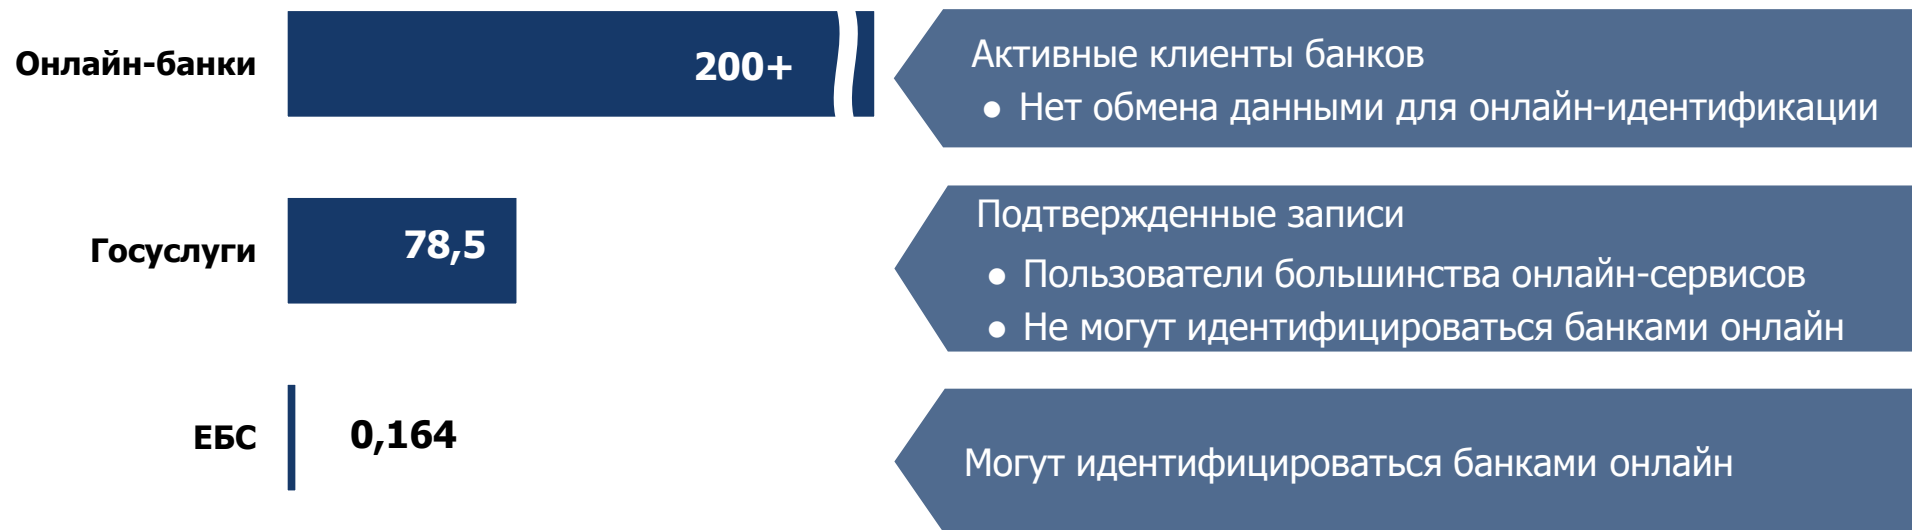 Онлайн-банки
200+
Активные клиенты банков
● Нет обмена данными для онлайн-идентификации
Госуслуги
78,5
Подтвержденные записи
● Пользователи большинства онлайн-сервисов
● Не могут идентифицироваться банками онлайн
ЕБС
0,164
Могут идентифицироваться банками онлайн